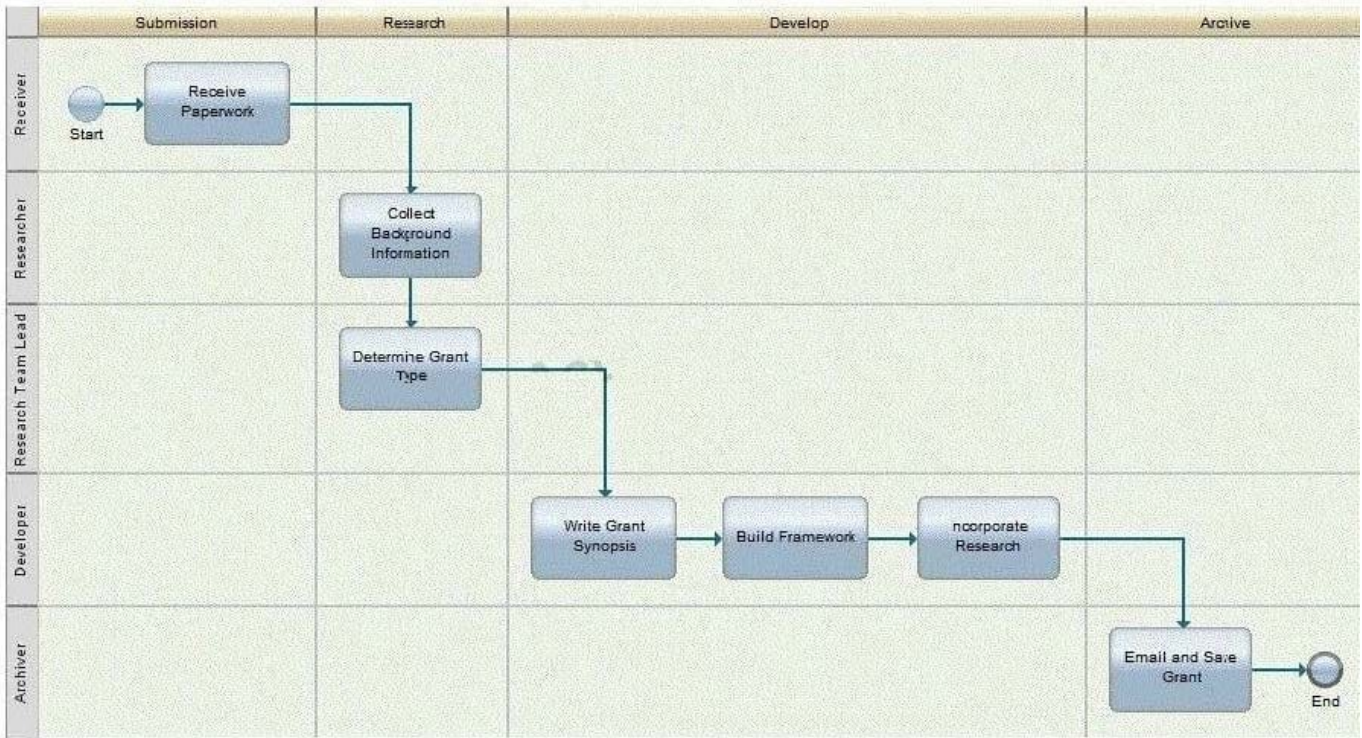 Submission
Research
Develop
Archive
Receiver
Start
Receive
Paperwork
Researcher
Collect
Background
Information
Research Team Lead
Determine Grant
Type
Developer
Write Grant
Synopsis
Build Framework
ncorporate
Research
Archiver
Email and Save
Grant
End